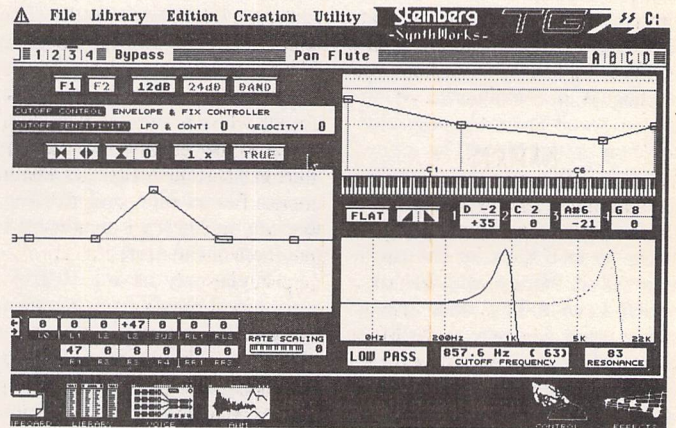 File Library Edition Creation Utility Steinberg TG77 C:
-SynthWorks-
1 2 3 4 Bypass Pan Flute A B C D
F1 F2 12dB 24dB BAND
CUTOFF CONTROL ENVELOPE & FIX CONTROLLER
CUTOFF SENSITIVITY LFO & CONT: 0 VELOCITY: 0
0 1 x TRUE
C1 C6
FLAT 1 D -2 2 C 2 3 A#6 4 G 8
+35 0 -21 0
0 0 0 +47 0 0 0
L0 L1 L2 L3 SU2 RL1 RL2
47 0 8 0 0 0
R1 R2 R3 R4 RR1 RR2
RATE SCALING
0
0Hz 200Hz 1K 5K 22K
LOW PASS 857.6 Hz ( 63) 83
CUTOFF FREQUENCY RESONANCE
LIBRARY VOICE AWM CONTROL EFFECTS